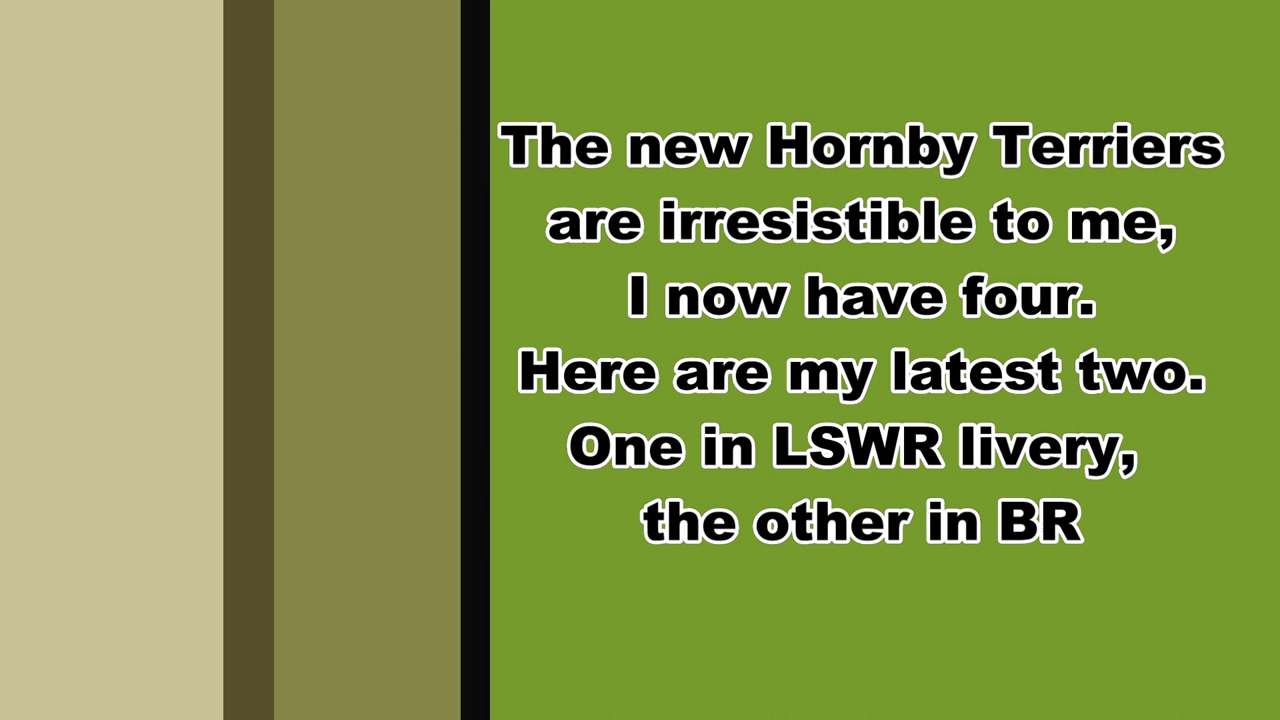 The new Hornby Terriers
are irresistible to me,
I now have four.
Here are my latest two.
One in LSWR livery,
the other in BR